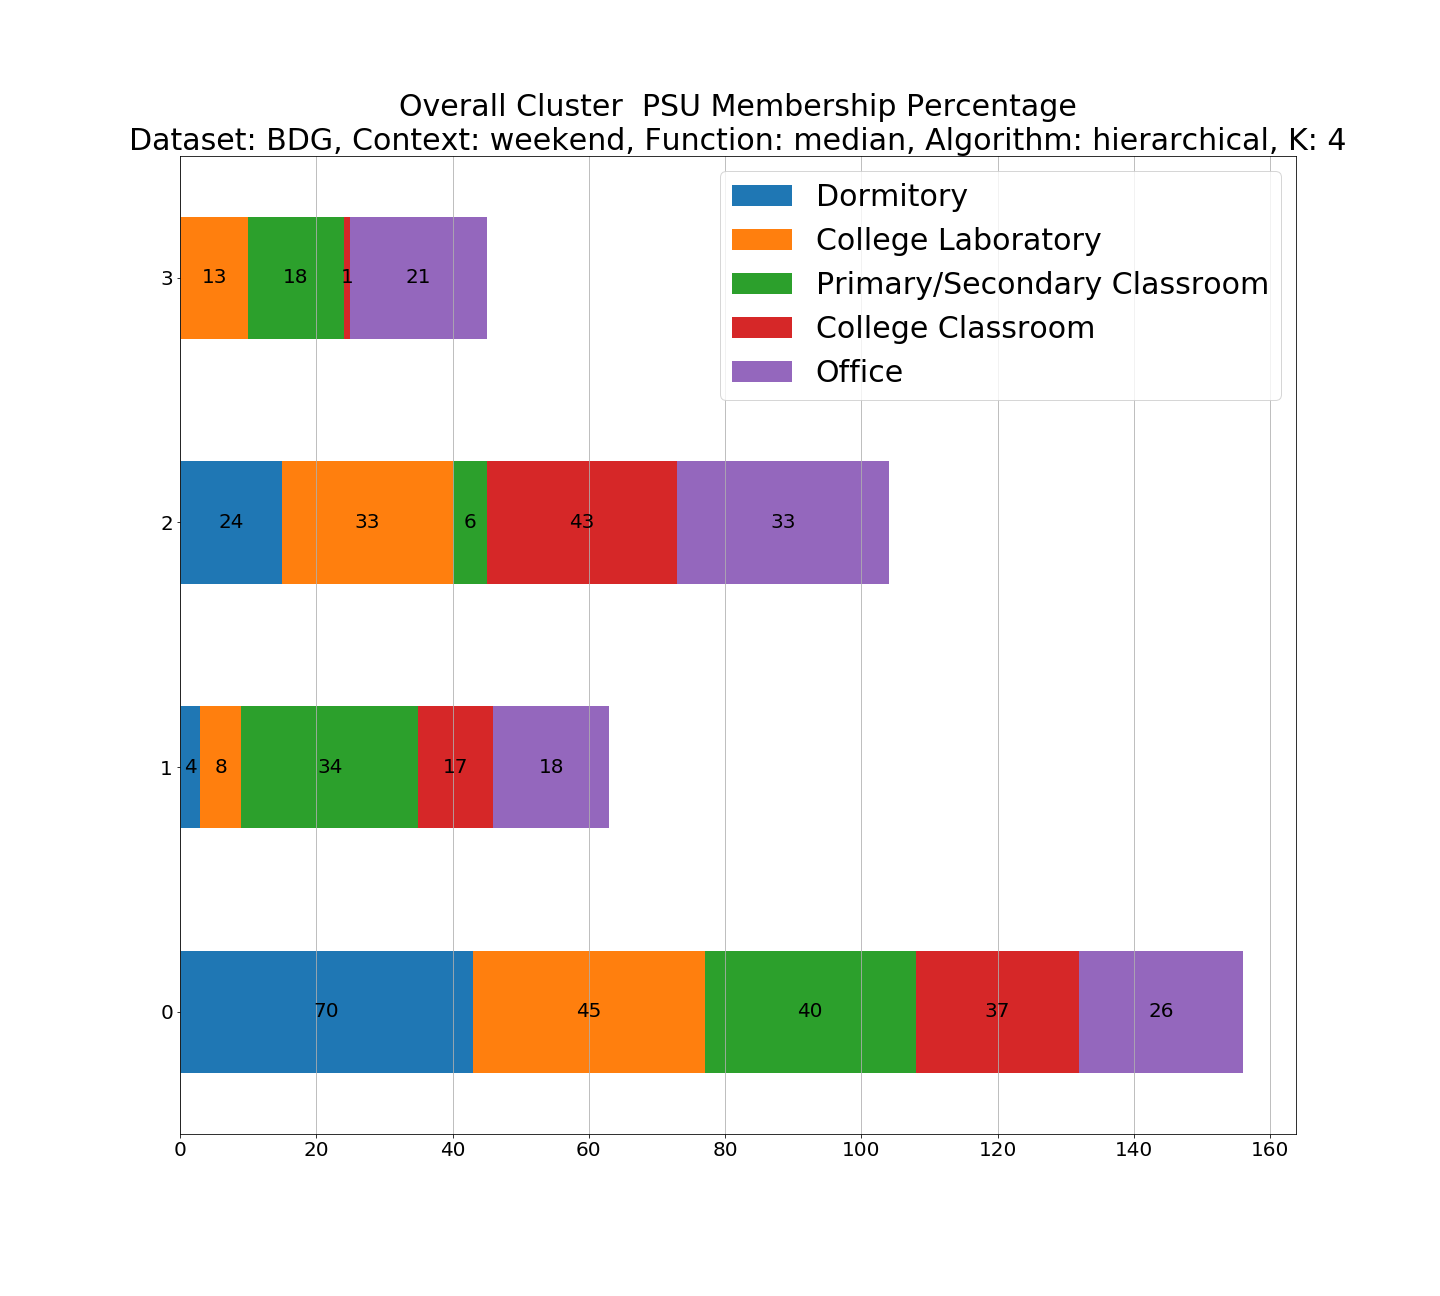 Overall Cluster  PSU Membership Percentage
Dataset: BDG, Context: weekend, Function: median, Algorithm: hierarchical, K: 4
Dormitory
College Laboratory
Primary/Secondary Classroom
College Classroom
Office
3
13 18 1 21
2
24 33 6 43 33
1
4 8 34 17 18
0
70 45 40 37 26
0 20 40 60 80 100 120 140 160